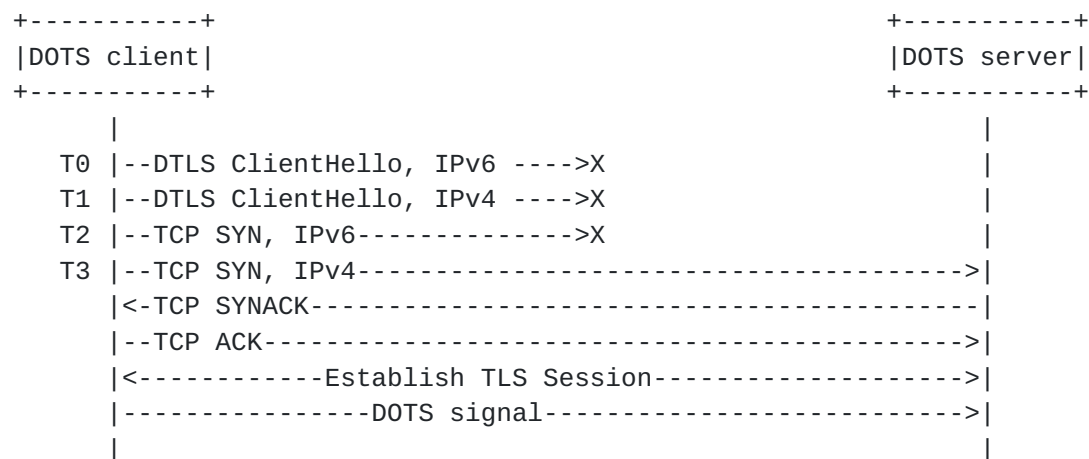 +-----------+                                     +-----------+
|DOTS client|                                     |DOTS server|
+-----------+                                     +-----------+
      |                                                 |
   T0 |--DTLS ClientHello, IPv6 ---->X                  |
   T1 |--DTLS ClientHello, IPv4 ---->X                  |
   T2 |--TCP SYN, IPv6-------------->X                  |
   T3 |--TCP SYN, IPv4--------------------------------------->|
      |<-TCP SYNACK-------------------------------------------|
      |--TCP ACK--------------------------------------------->|
      |<------------Establish TLS Session-------------------->|
      |----------------DOTS signal--------------------------->|
      |                                                 |